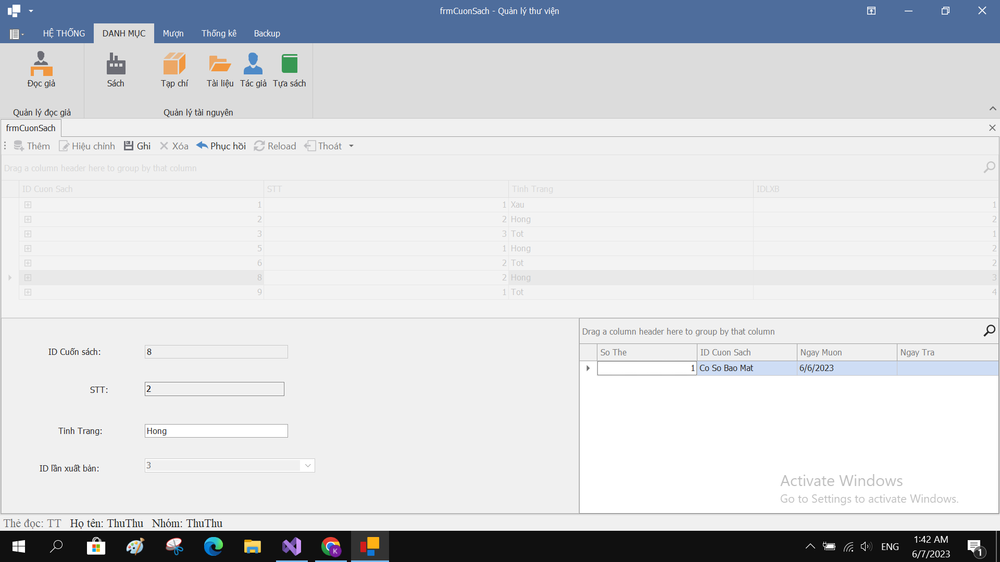 frmCuonSach - Quản lý thư viện
HỆ THỐNG DANH MỤC Mượn Thống kê Backup
Đọc giả Sách Tạp chí Tài liệu Tác giả Tựa sách
Quản lý đọc giả Quản lý tài nguyên
frmCuonSach
Thêm Hiệu chỉnh Ghi Xóa Phục hồi Reload Thoát
Drag a column header here to group by that column
ID Cuon Sach STT Tinh Trang IDLXB
1 1 Xau 1
2 2 Hong 2
3 3 Tot 1
5 1 Hong 2
6 2 Tot 2
8 2 Hong 3
9 1 Tot 4
ID Cuốn sách: 8
STT: 2
Tinh Trang: Hong
ID lần xuất bản: 3
Drag a column header here to group by that column
So The ID Cuon Sach Ngay Muon Ngay Tra
1 Co So Bao Mat 6/6/2023
Activate Windows
Go to Settings to activate Windows.
Thẻ đọc: TT Họ tên: ThuThu Nhóm: ThuThu
K
ENG
1:42 AM
6/7/2023
1